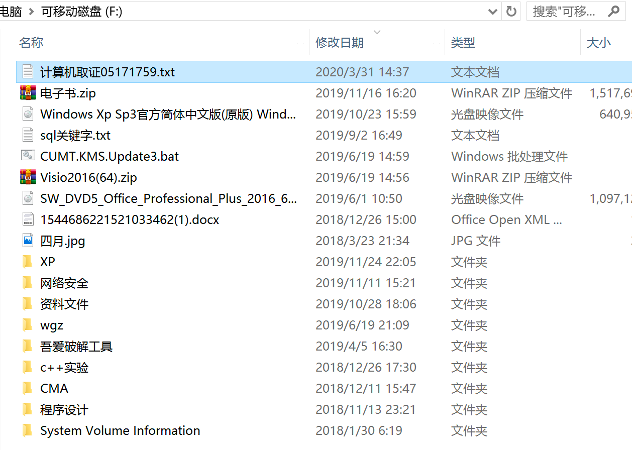 电脑 > 可移动磁盘 (F:) 搜索"可移...
名称 修改日期 类型 大小
计算机取证05171759.txt 2020/3/31 14:37 文本文档
电子书.zip 2019/11/16 16:20 WinRAR ZIP 压缩文件 1,517,69
Windows Xp Sp3官方简体中文版(原版) Wind... 2019/10/23 15:59 光盘映像文件 640,95
sql关键字.txt 2019/9/2 16:49 文本文档
CUMT.KMS.Update3.bat 2019/6/19 14:59 Windows 批处理文件
Visio2016(64).zip 2019/6/19 14:56 WinRAR ZIP 压缩文件
SW_DVD5_Office_Professional_Plus_2016_6... 2019/6/1 10:50 光盘映像文件 1,097,1
1544686221521033462(1).docx 2018/12/26 15:00 Office Open XML ...
四月.jpg 2018/3/23 21:34 JPG 文件
XP 2019/11/24 22:05 文件夹
网络安全 2019/11/11 15:21 文件夹
资料文件 2019/10/28 18:06 文件夹
wgz 2019/6/19 21:09 文件夹
吾爱破解工具 2019/4/5 16:30 文件夹
c++实验 2018/12/26 17:30 文件夹
CMA 2018/12/11 15:47 文件夹
程序设计 2018/11/13 23:21 文件夹
System Volume Information 2018/1/30 6:19 文件夹